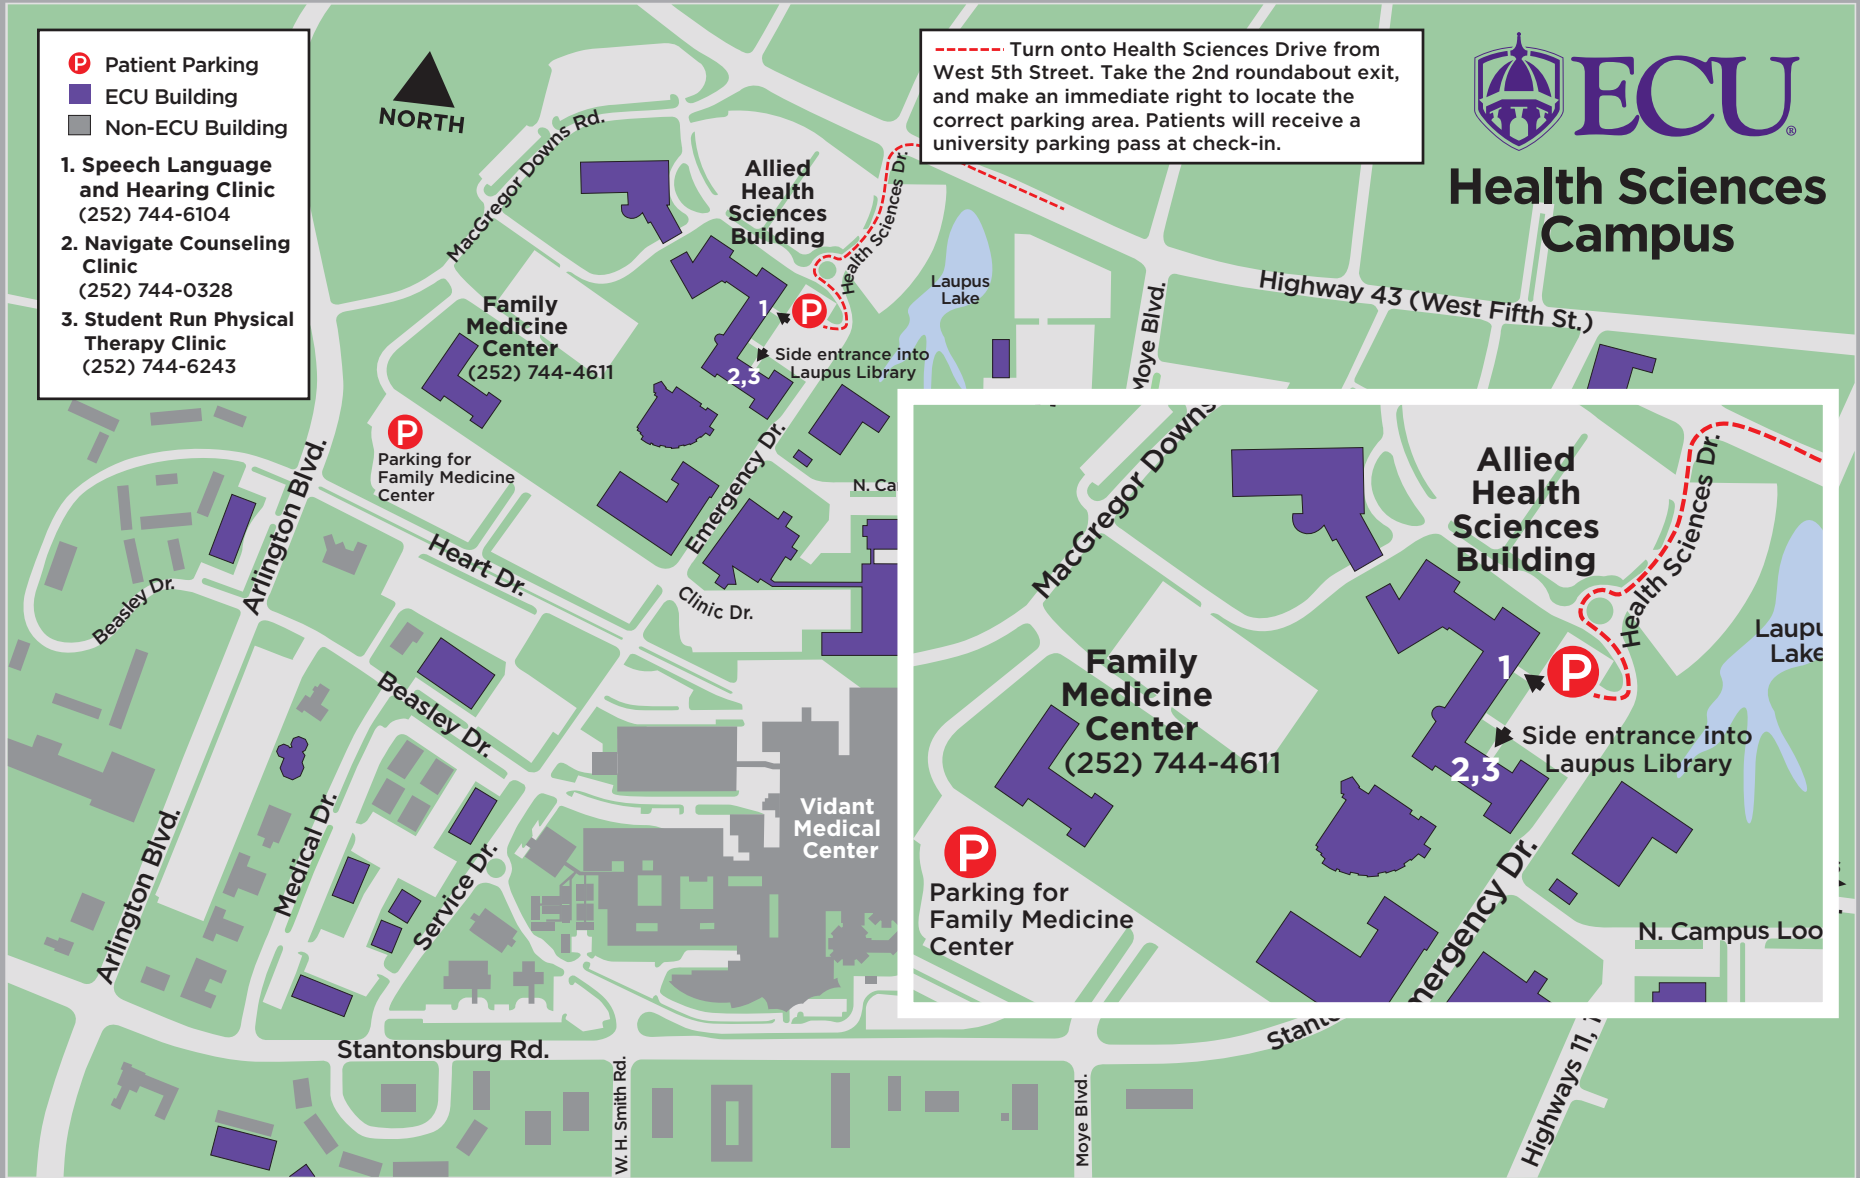 P Patient Parking
ECU Building
Non-ECU Building
1. Speech Language
and Hearing Clinic
(252) 744-6104
2. Navigate Counseling
Clinic
(252) 744-0328
3. Student Run Physical
Therapy Clinic
(252) 744-6243
NORTH
Turn onto Health Sciences Drive from
West 5th Street. Take the 2nd roundabout exit,
and make an immediate right to locate the
correct parking area. Patients will receive a
university parking pass at check-in.
ECU®
Health Sciences
Campus
MacGregor Downs Rd.
Allied
Health
Sciences
Building
Health Sciences Dr.
Laupus
Lake
Highway 43 (West Fifth St.)
Moye Blvd.
Family
Medicine
Center
(252) 744-4611
1
P
Side entrance into
Laupus Library
2,3
P
Parking for
Family Medicine
Center
Emergency Dr.
N. Ca
Arlington Blvd.
Heart Dr.
Clinic Dr.
Beasley Dr.
Beasley Dr.
Medical Dr.
Service Dr.
Arlington Blvd.
Vidant
Medical
Center
Stantonsburg Rd.
W. H. Smith Rd.
Moye Blvd.
Stanto
Highways 11, 1
MacGregor Downs
Allied
Health
Sciences
Building
Health Sciences Dr.
Laupu
Lake
Family
Medicine
Center
(252) 744-4611
1
P
Side entrance into
Laupus Library
2,3
P
Parking for
Family Medicine
Center
mergency Dr.
N. Campus Loo